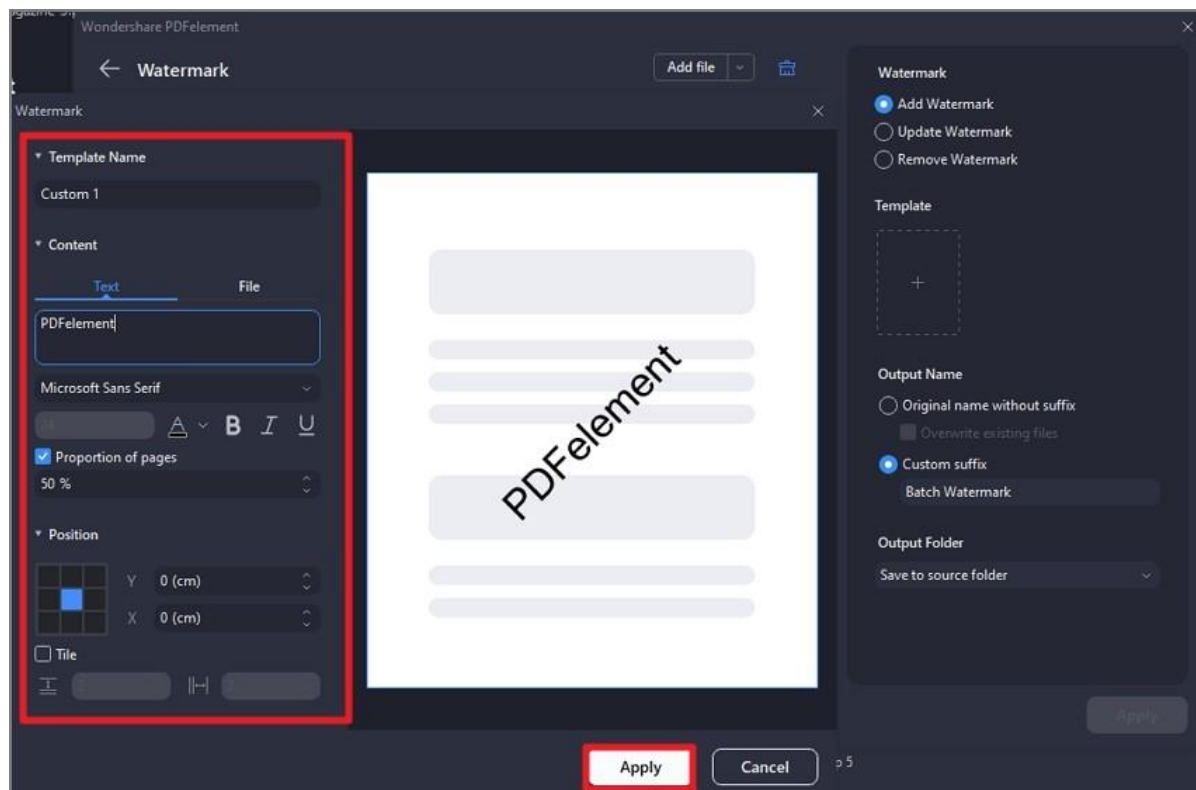 Wondershare PDFelement
Watermark
Add file
Watermark
Template Name
Custom 1
Content
Text File
PDFelement
Microsoft Sans Serif
A B I U
Proportion of pages
50 %
Position
Y 0 (cm)
X 0 (cm)
Tile
PDFelement
Apply Cancel
p 5
Watermark
Add Watermark
Update Watermark
Remove Watermark
Template
Output Name
Original name without suffix
Overwrite existing files
Custom suffix
Batch Watermark
Output Folder
Save to source folder
Apply